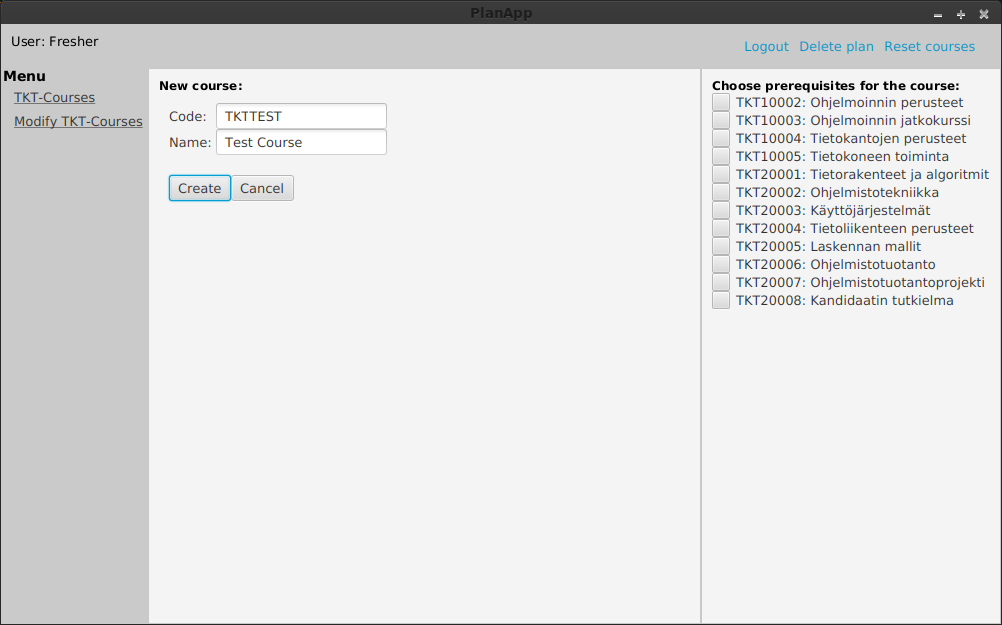 PlanApp
User: Fresher
Logout Delete plan Reset courses
Menu
TKT-Courses
Modify TKT-Courses
New course:
Code: TKTTEST
Name: Test Course
Create Cancel
Choose prerequisites for the course:
TKT10002: Ohjelmoinnin perusteet
TKT10003: Ohjelmoinnin jatkokurssi
TKT10004: Tietokantojen perusteet
TKT10005: Tietokoneen toiminta
TKT20001: Tietorakenteet ja algoritmit
TKT20002: Ohjelmistotekniikka
TKT20003: Käyttöjärjestelmät
TKT20004: Tietoliikenteen perusteet
TKT20005: Laskennan mallit
TKT20006: Ohjelmistotuotanto
TKT20007: Ohjelmistotuotantoprojekti
TKT20008: Kandidaatin tutkielma